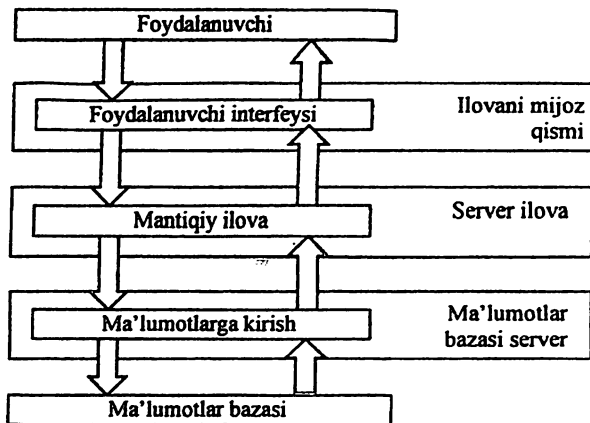 Foydalanuvchi
Foydalanuvchi interfeysi
Ilovani mijoz
qismi
Mantiqiy ilova
Server ilova
Ma’lumotlarga kirish
Ma’lumotlar
bazasi server
Ma’lumotlar bazasi